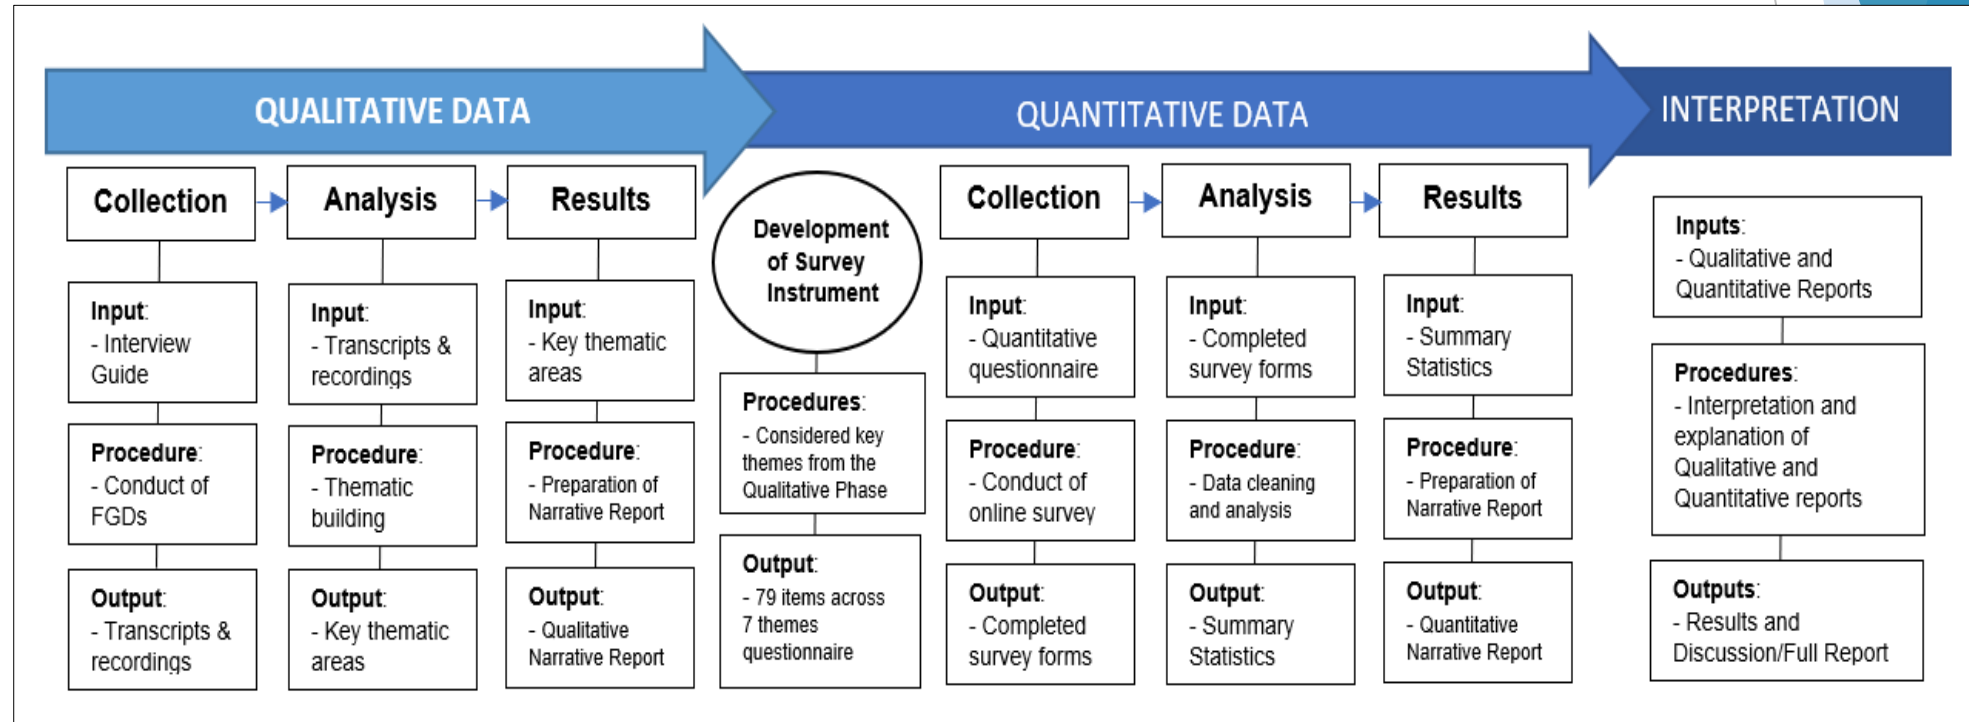 QUALITATIVE DATA
QUANTITATIVE DATA
INTERPRETATION
Collection
Analysis
Results
Input:
- Interview
Guide
Procedure:
- Conduct of
FGDs
Output:
- Transcripts &
recordings
Input:
- Transcripts &
recordings
Procedure:
- Thematic
building
Output:
- Key thematic
areas
Input:
- Key thematic
areas
Procedure:
- Preparation of
Narrative Report
Output:
- Qualitative
Narrative Report
Development
of Survey
Instrument
Procedures:
- Considered key
themes from the
Qualitative Phase
Output:
- 79 items across
7 themes
questionnaire
Collection
Analysis
Results
Input:
- Quantitative
questionnaire
Procedure:
- Conduct of
online survey
Output:
- Completed
survey forms
Input:
- Completed
survey forms
Procedure:
- Data cleaning
and analysis
Output:
- Summary
Statistics
Input:
- Summary
Statistics
Procedure:
- Preparation of
Narrative Report
Output:
- Quantitative
Narrative Report
Inputs:
- Qualitative and
Quantitative Reports
Procedures:
- Interpretation and
explanation of
Qualitative and
Quantitative reports
Outputs:
- Results and
Discussion/Full Report